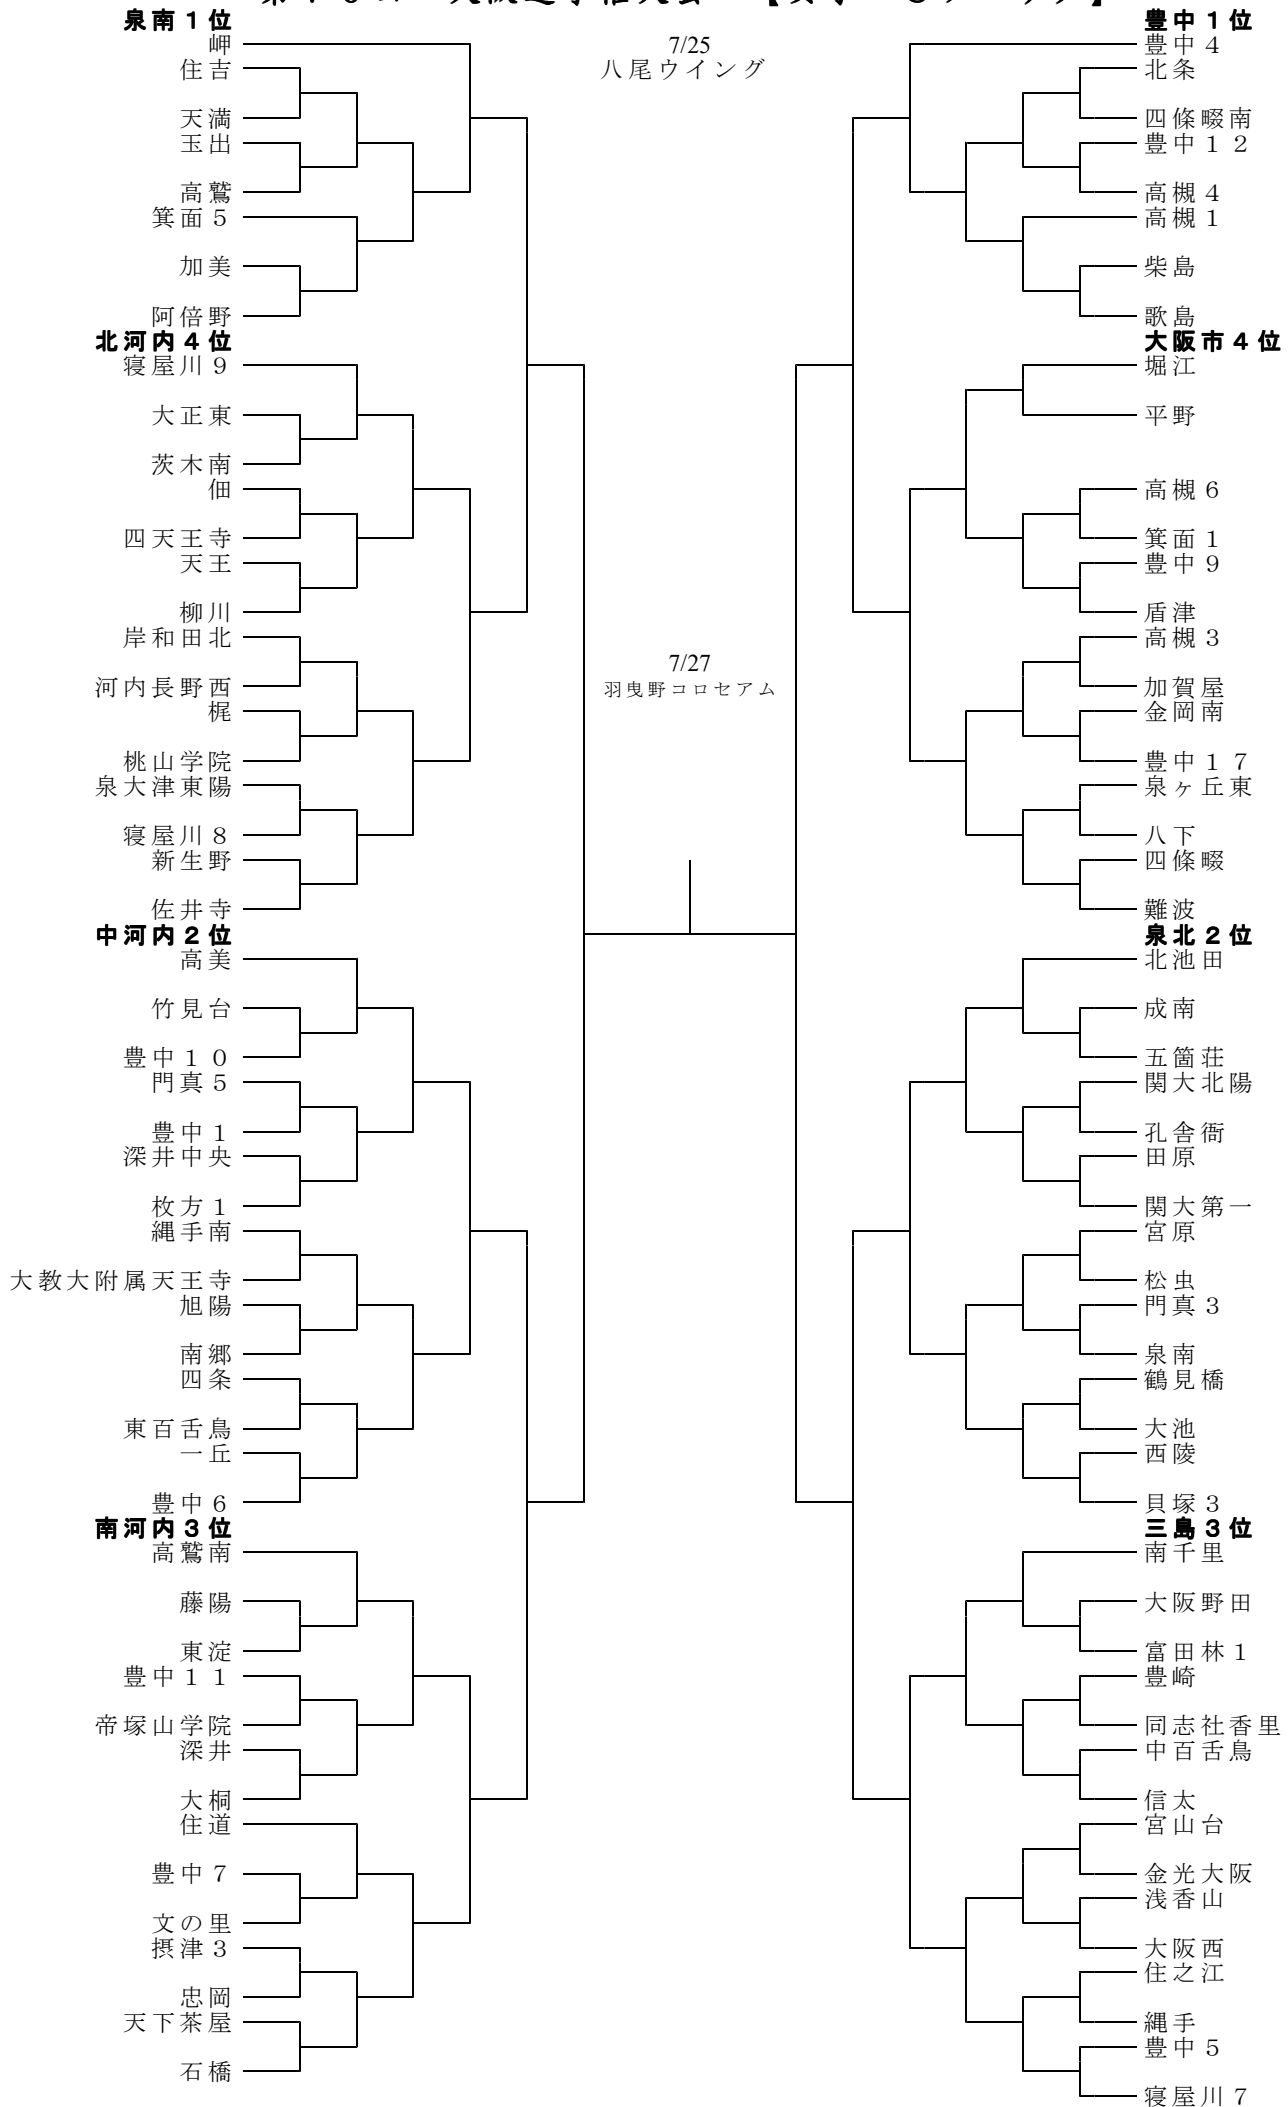 泉南１位
岬
住吉
天満
玉出
高鷲
箕面５
加美
阿倍野
北河内４位
寝屋川９
大正東
茨木南
佃
四天王寺
天王
柳川
岸和田北
河内長野西
梶
桃山学院
泉大津東陽
寝屋川８
新生野
佐井寺
中河内２位
高美
竹見台
豊中１０
門真５
豊中１
深井中央
枚方１
縄手南
大教大附属天王寺
旭陽
南郷
四条
東百舌鳥
一丘
豊中６
南河内３位
高鷲南
藤陽
東淀
豊中１１
帝塚山学院
深井
大桐
住道
豊中７
文の里
摂津３
忠岡
天下茶屋
石橋
7/25
八尾ウイング
7/27
羽曳野コロセアム
豊中１位
豊中４
北条
四條畷南
豊中１２
高槻４
高槻１
柴島
歌島
大阪市４位
堀江
平野
高槻６
箕面１
豊中９
盾津
高槻３
加賀屋
金岡南
豊中１７
泉ヶ丘東
八下
四條畷
難波
泉北２位
北池田
成南
五箇荘
関大北陽
孔舎衙
田原
関大第一
宮原
松虫
門真３
泉南
鶴見橋
大池
西陵
貝塚３
三島３位
南千里
大阪野田
富田林１
豊崎
同志社香里
中百舌鳥
信太
宮山台
金光大阪
浅香山
大阪西
住之江
縄手
豊中５
寝屋川７